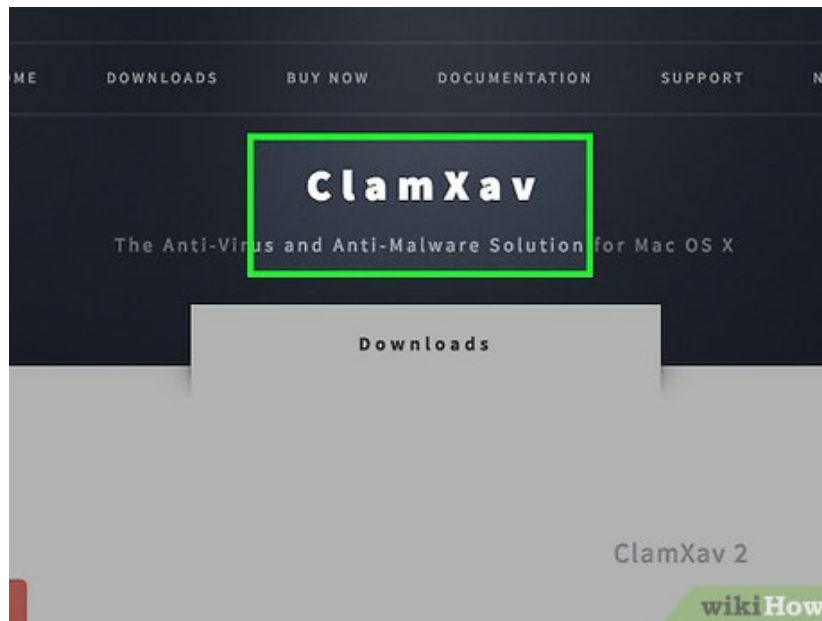 OME DOWNLOADS BUY NOW DOCUMENTATION SUPPORT N
ClamXav
The Anti-Virus and Anti-Malware Solution for Mac OS X
Downloads
ClamXav 2
wikiHow